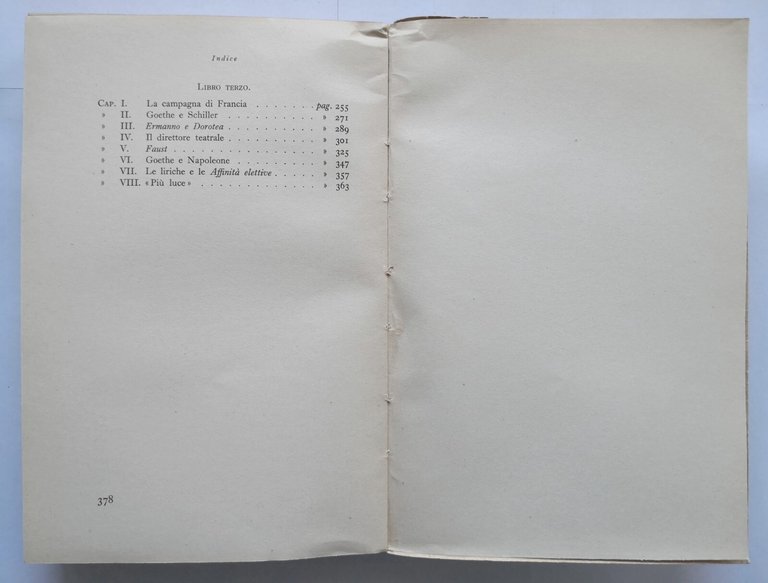 Indice
LIBRO TERZO.
CAP. I. La campagna di Francia . . . . . . . . pag. 255
» II. Goethe e Schiller . . . . . . . . . . . . » 271
» III. Ermanno e Dorotea . . . . . . . . . . . » 289
» IV. Il direttore teatrale . . . . . . . . . . . » 301
» V. Faust . . . . . . . . . . . . . . . . . » 325
» VI. Goethe e Napoleone . . . . . . . . . . » 347
» VII. Le liriche e le Affinità elettive . . . . . » 357
» VIII. «Più luce» . . . . . . . . . . . . . . » 363
378